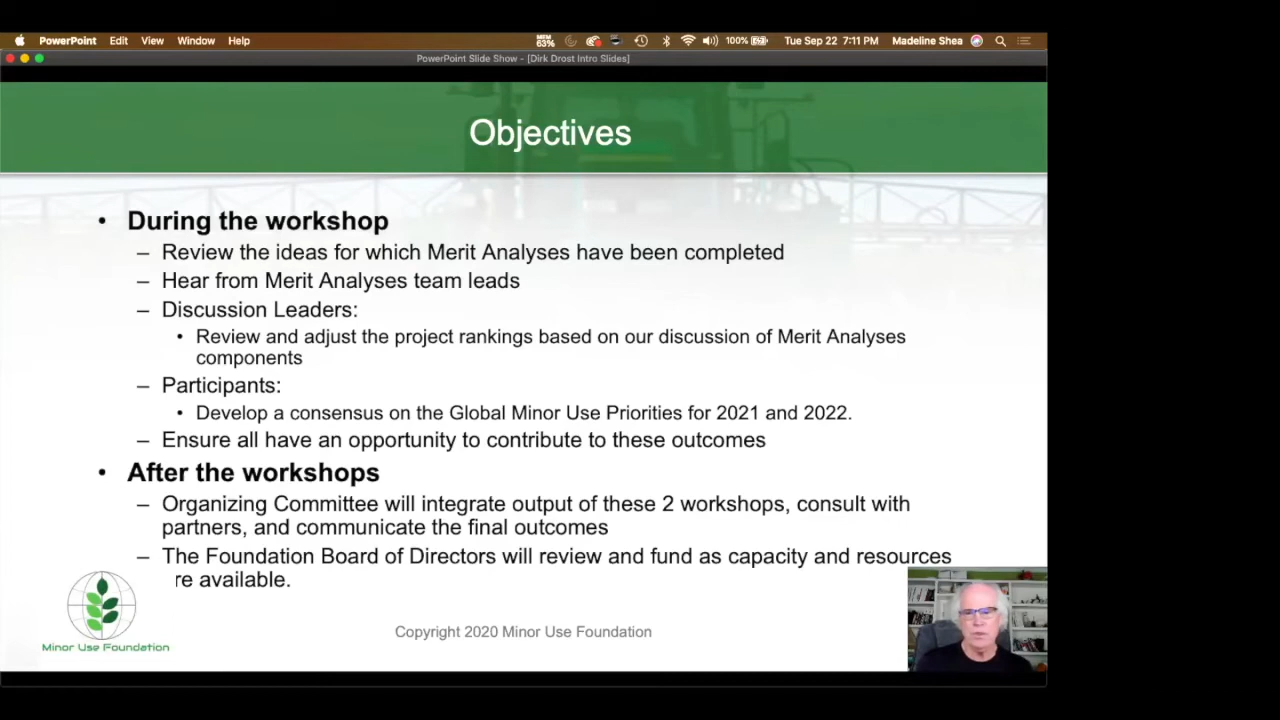 PowerPoint Edit View Window Help MEM 63% 100% Tue Sep 22 7:11 PM Madeline Shea
PowerPoint Slide Show - [Dirk Drost Intro Slides]
Objectives
• During the workshop
– Review the ideas for which Merit Analyses have been completed
– Hear from Merit Analyses team leads
– Discussion Leaders:
• Review and adjust the project rankings based on our discussion of Merit Analyses
components
– Participants:
• Develop a consensus on the Global Minor Use Priorities for 2021 and 2022.
– Ensure all have an opportunity to contribute to these outcomes
• After the workshops
– Organizing Committee will integrate output of these 2 workshops, consult with
partners, and communicate the final outcomes
– The Foundation Board of Directors will review and fund as capacity and resources
re available.
Copyright 2020 Minor Use Foundation
Minor Use Foundation